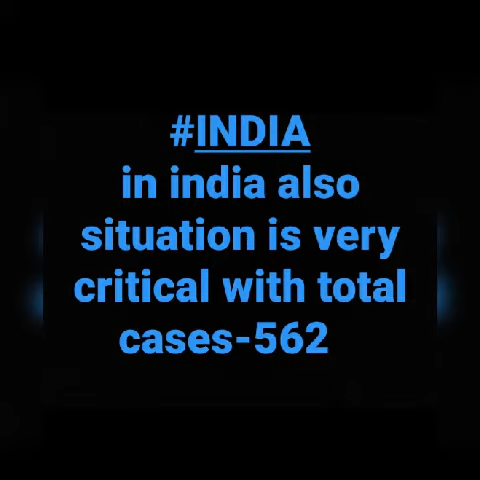 #INDIA
in india also
situation is very
critical with total
cases-562